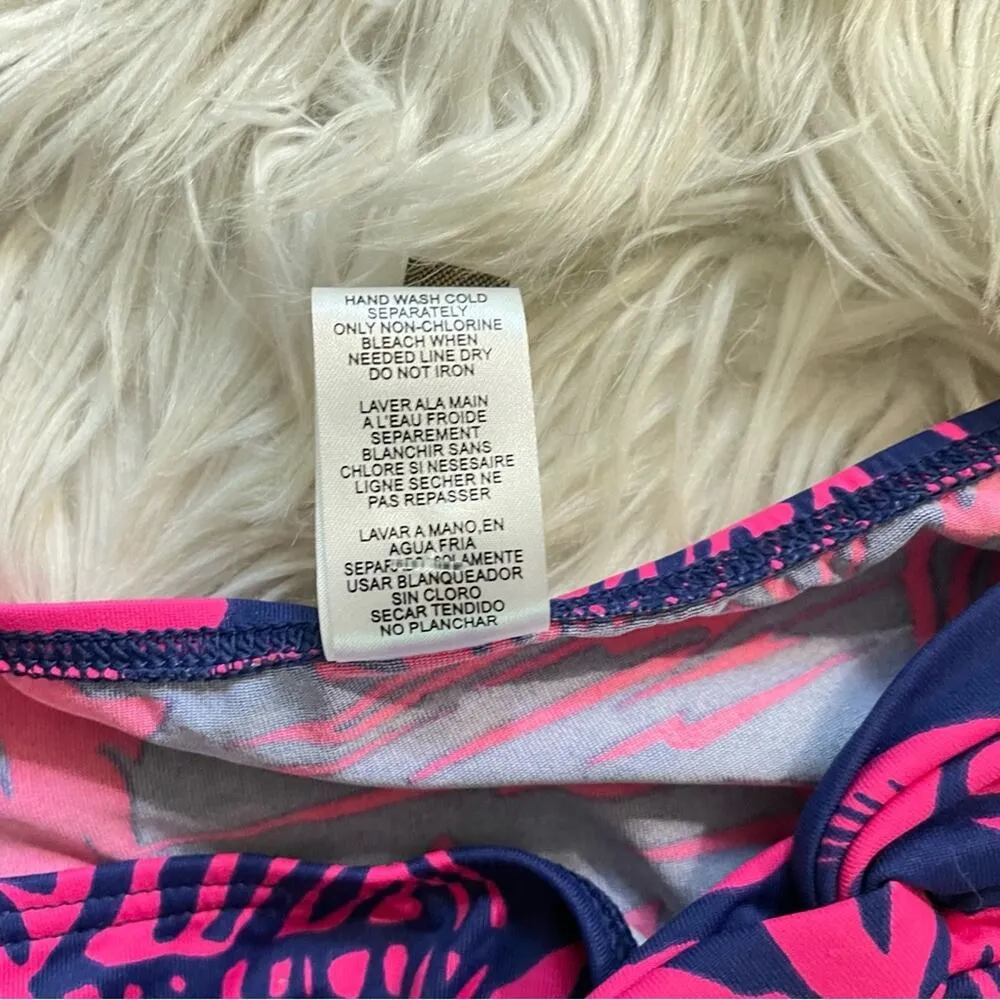 HAND WASH COLD
SEPARATELY
ONLY NON-CHLORINE
BLEACH WHEN
NEEDED LINE DRY
DO NOT IRON
LAVER ALA MAIN
A L'EAU FROIDE
SEPAREMENT
BLANCHIR SANS
CHLORE SI NESESAIRE
LIGNE SECHER NE
PAS REPASSER
LAVAR A MANO,EN
AGUA FRIA
USAR BLANQUEADOR
SIN CLORO
SECAR TENDIDO
NO PLANCHAR